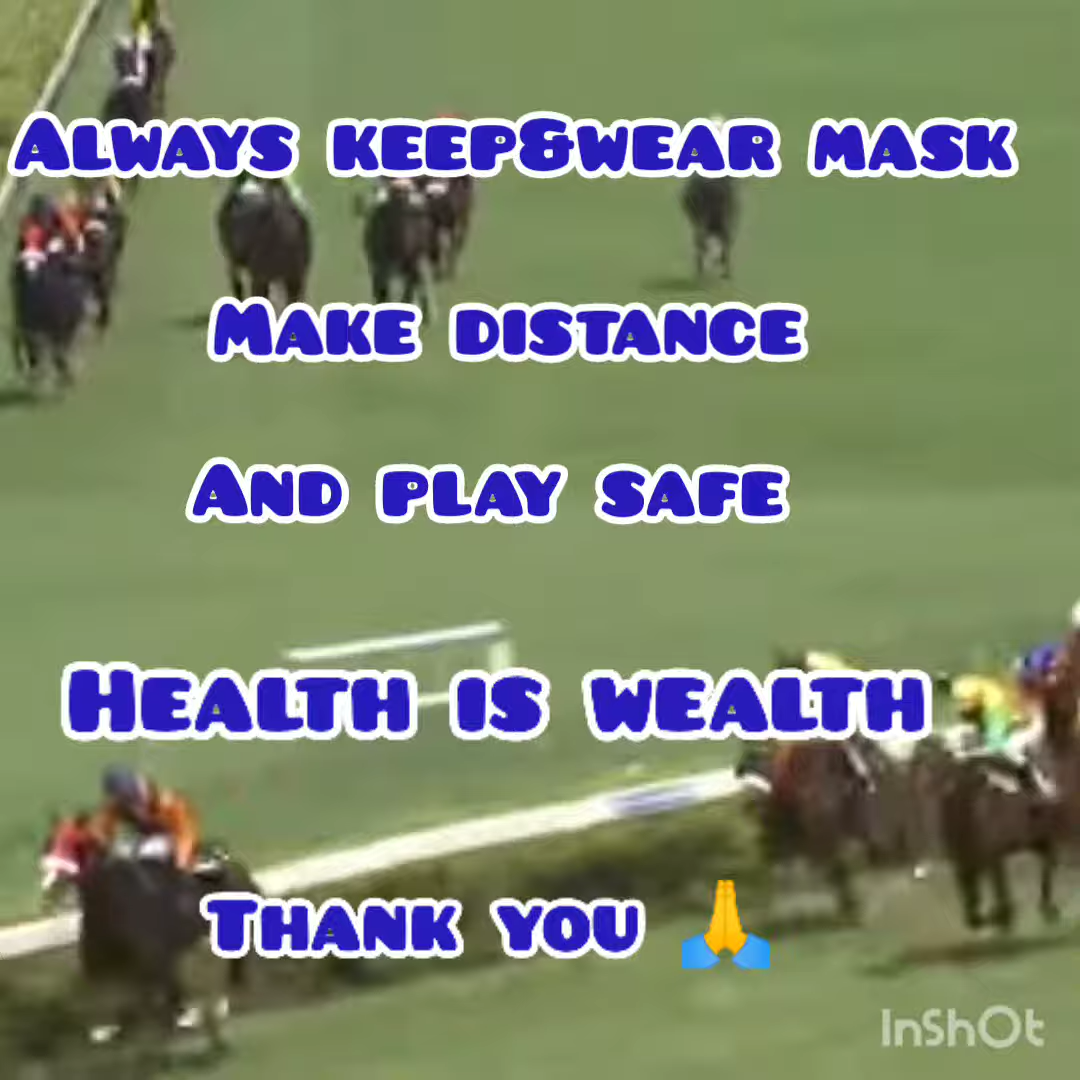 Always keep&wear mask
Make distance
And play safe
Health is wealth
Thank you 🙏
InShOt